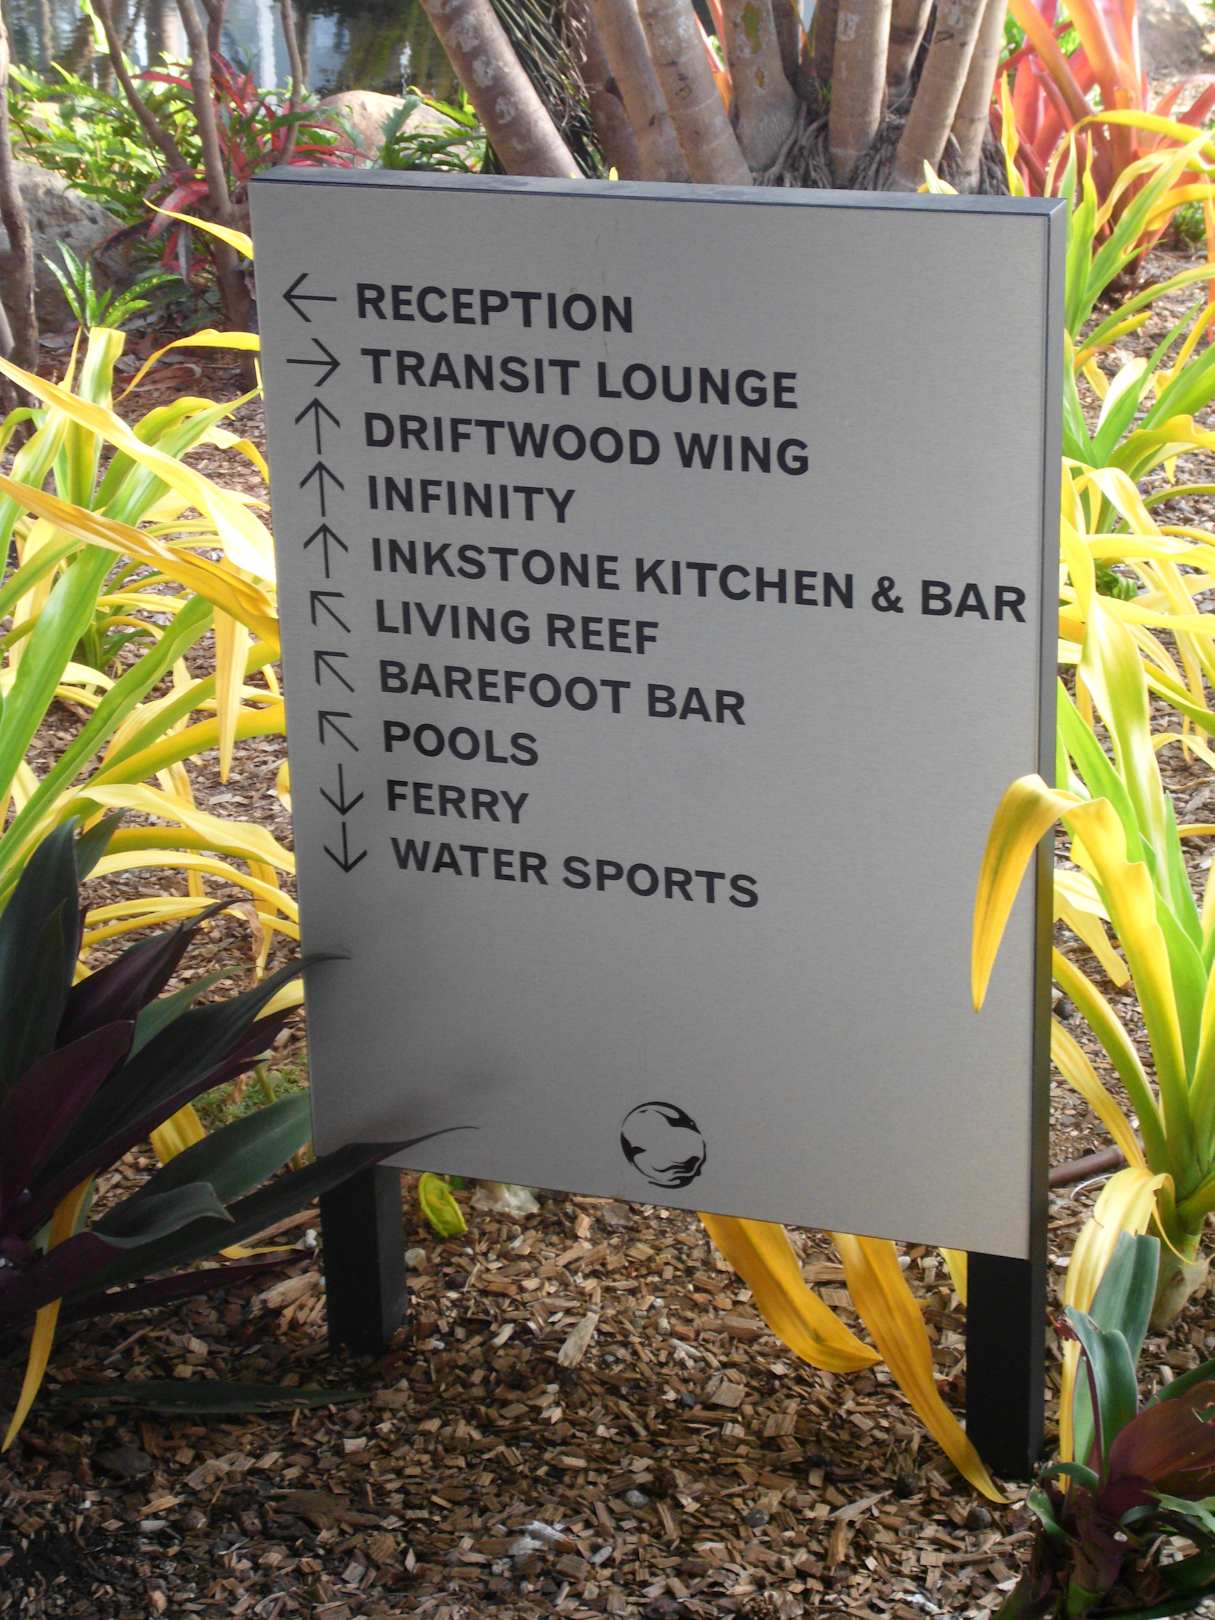 ← RECEPTION
→ TRANSIT LOUNGE
↑ DRIFTWOOD WING
↑ INFINITY
↑ INKSTONE KITCHEN & BAR
↖ LIVING REEF
↖ BAREFOOT BAR
↖ POOLS
↓ FERRY
↓ WATER SPORTS